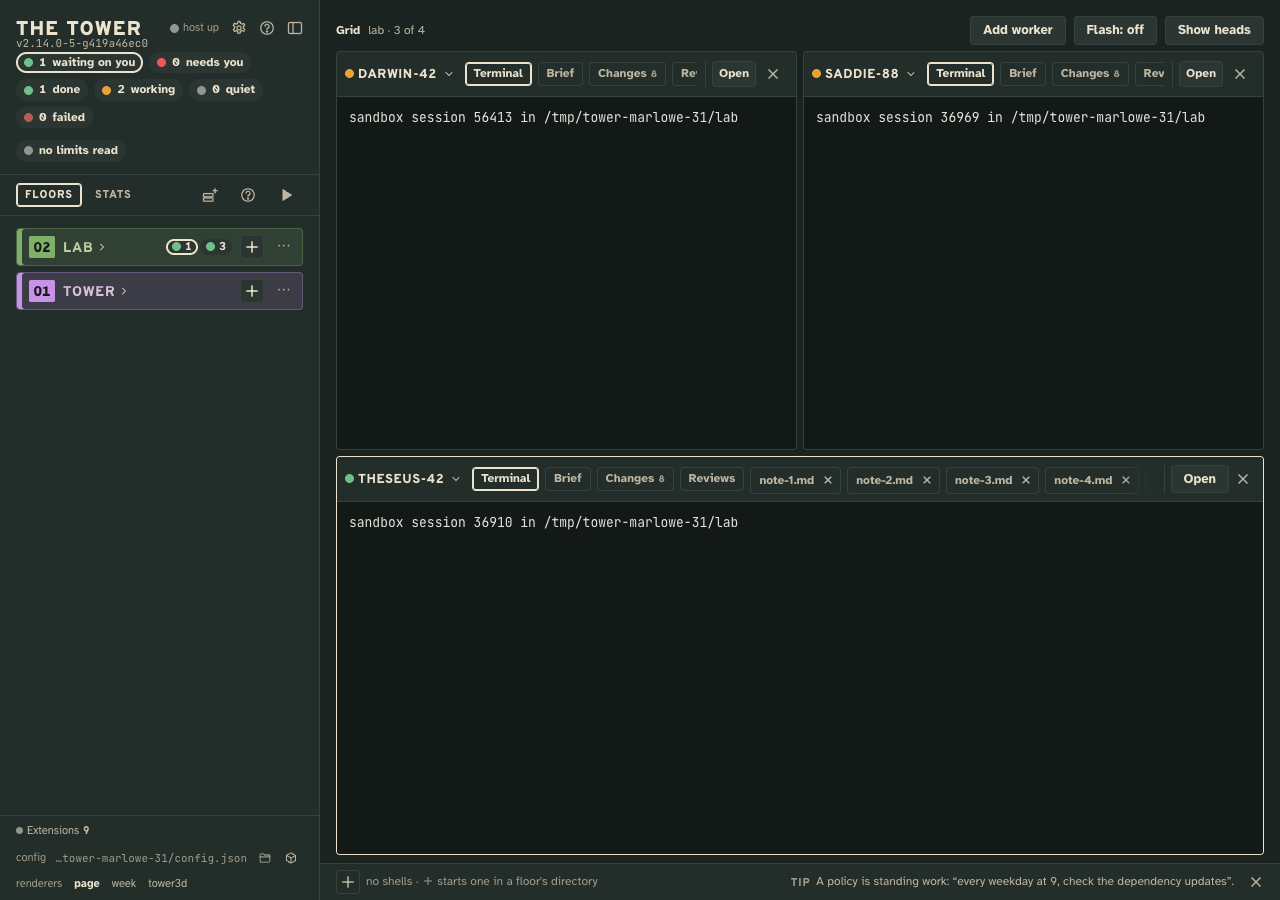 THE TOWER
host up
v2.14.0-5-g419a46ec0
1 waiting on you
0 needs you
1 done
2 working
0 quiet
0 failed
no limits read
FLOORS
STATS
02 LAB
1
3
01 TOWER
Extensions 9
config …tower-marlowe-31/config.json
renderers page week tower3d
Grid lab · 3 of 4
Add worker
Flash: off
Show heads
DARWIN-42 Terminal Brief Changes 8 Rev Open
sandbox session 56413 in /tmp/tower-marlowe-31/lab
SADDIE-88 Terminal Brief Changes 8 Rev Open
sandbox session 36969 in /tmp/tower-marlowe-31/lab
THESEUS-42 Terminal Brief Changes 8 Reviews note-1.md note-2.md note-3.md note-4.md Open
sandbox session 36910 in /tmp/tower-marlowe-31/lab
no shells · + starts one in a floor's directory
TIP A policy is standing work: “every weekday at 9, check the dependency updates”.